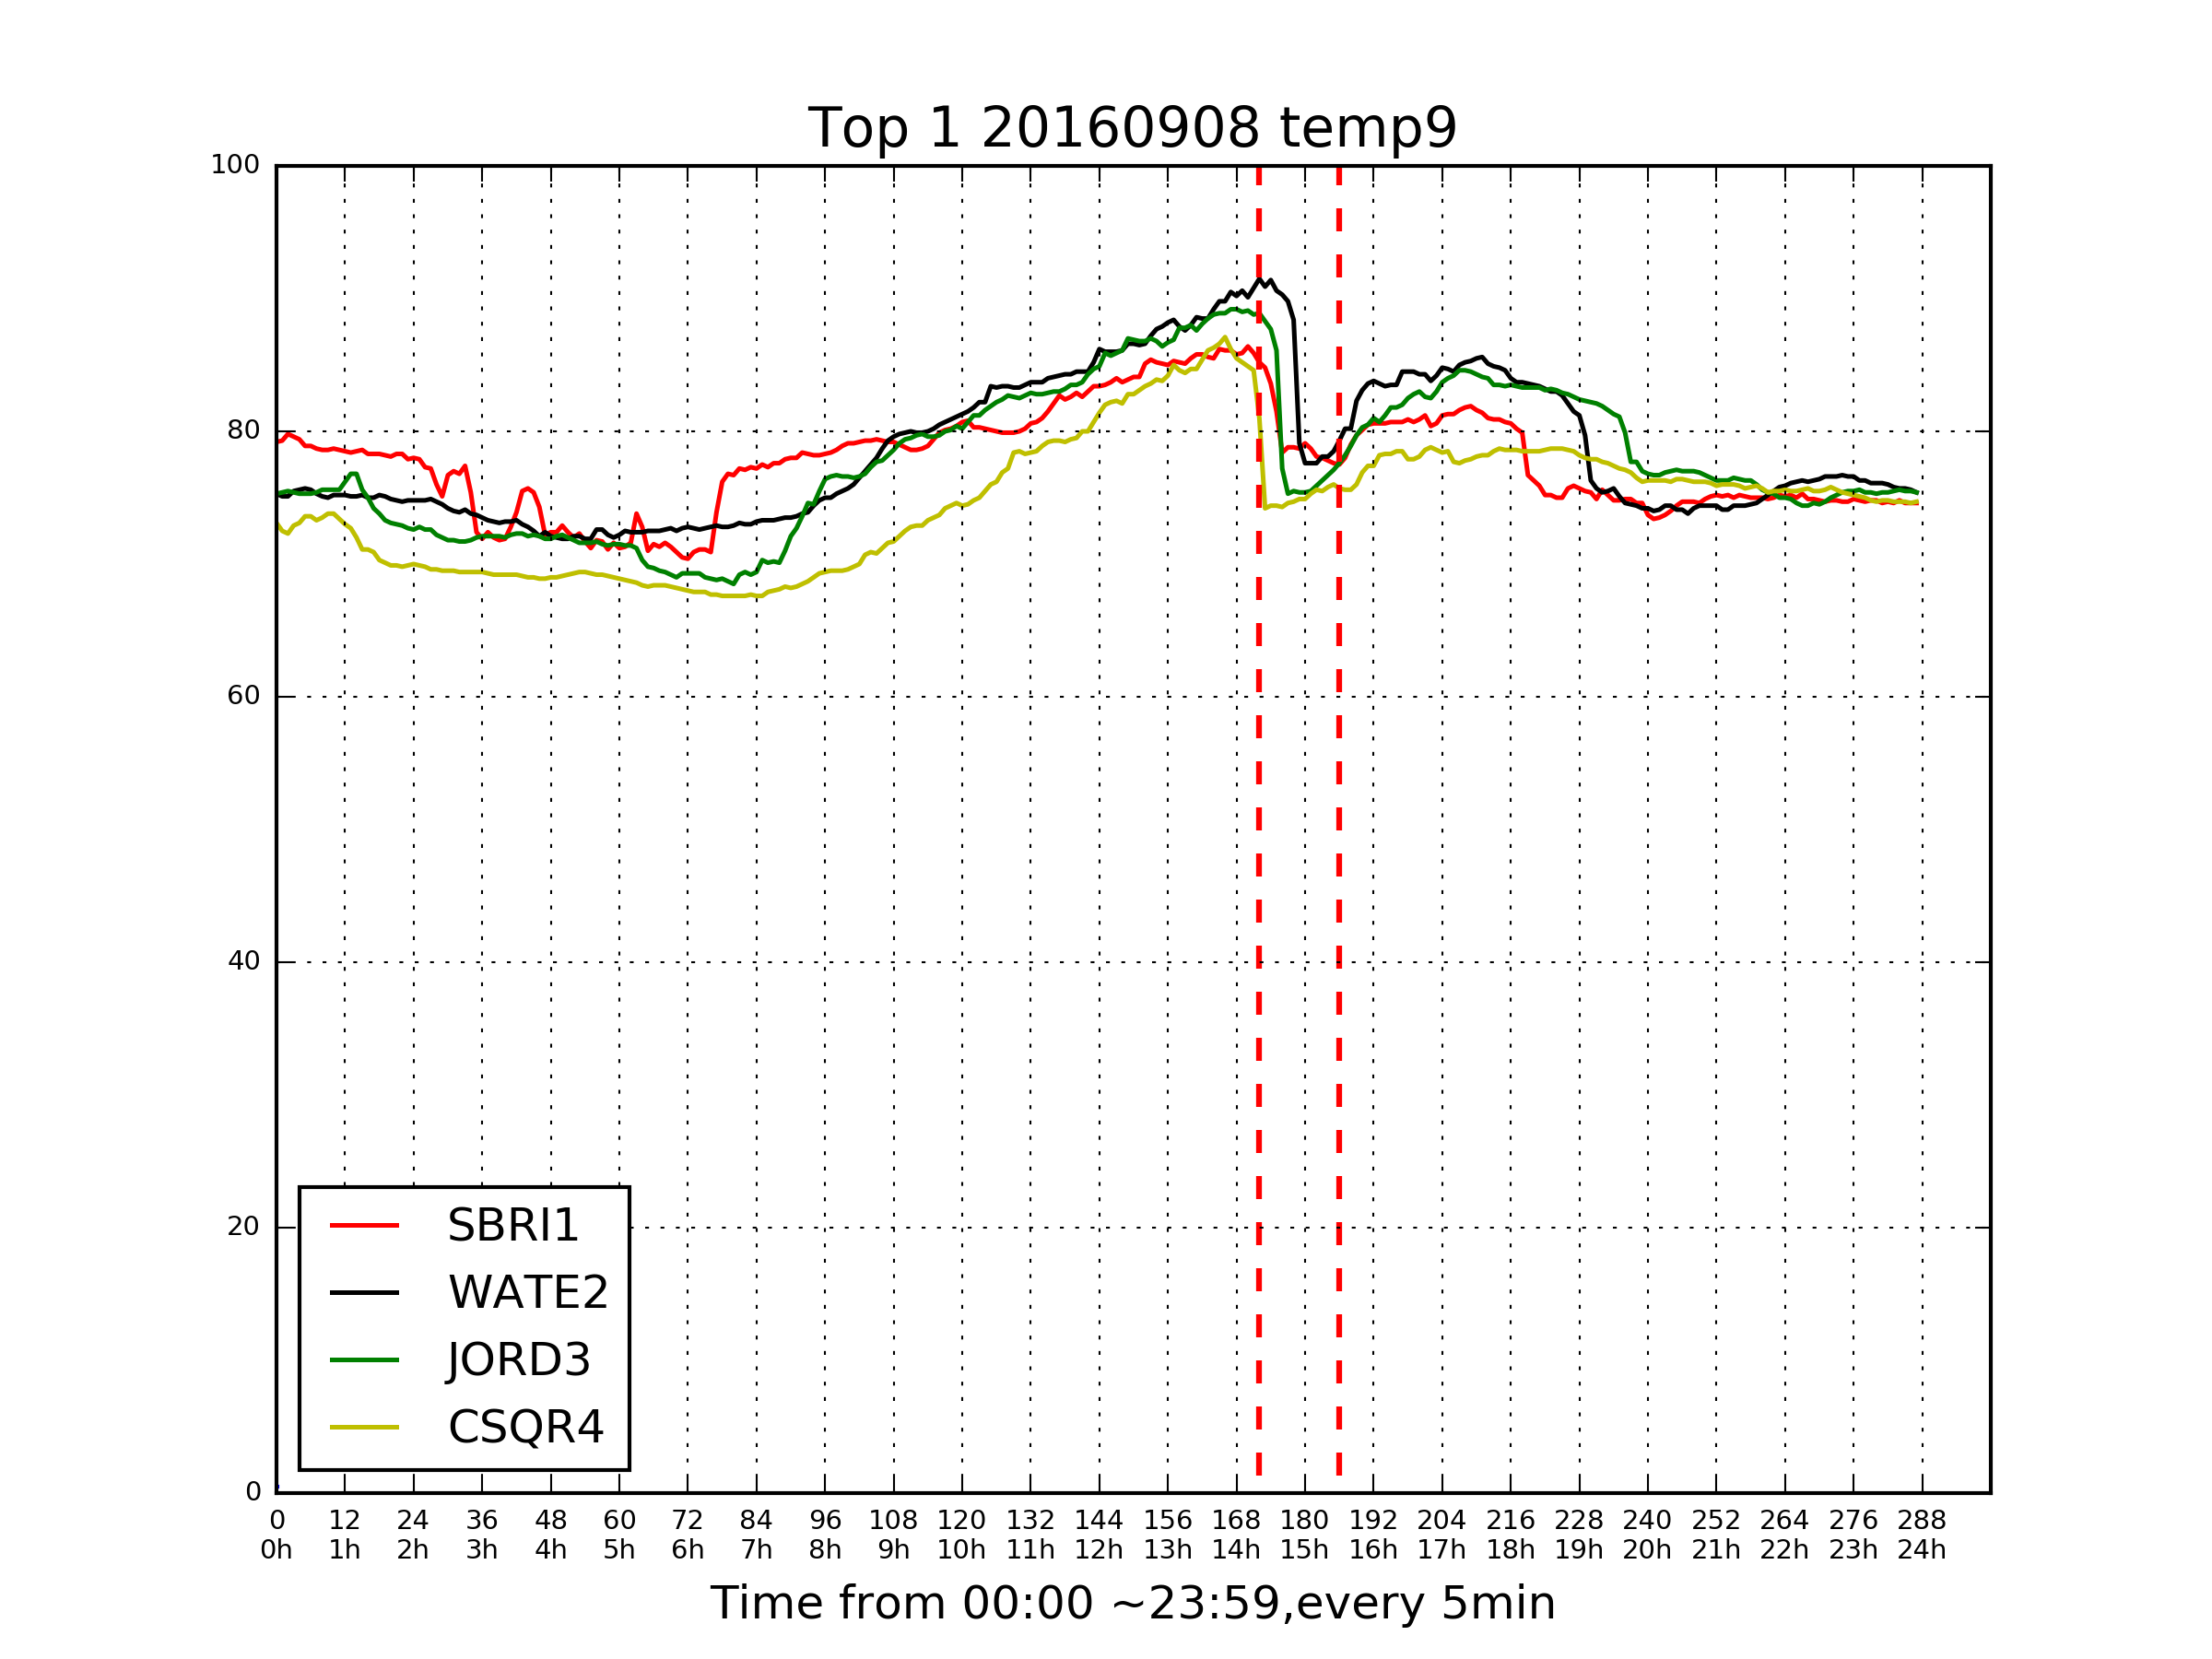 Top 1 20160908 temp9
100
80
60
40
20
0
SBRI1
WATE2
JORD3
CSQR4
0 12 24 36 48 60 72 84 96 108 120 132 144 156 168 180 192 204 216 228 240 252 264 276 288
0h 1h 2h 3h 4h 5h 6h 7h 8h 9h 10h 11h 12h 13h 14h 15h 16h 17h 18h 19h 20h 21h 22h 23h 24h
Time from 00:00 ~23:59,every 5min